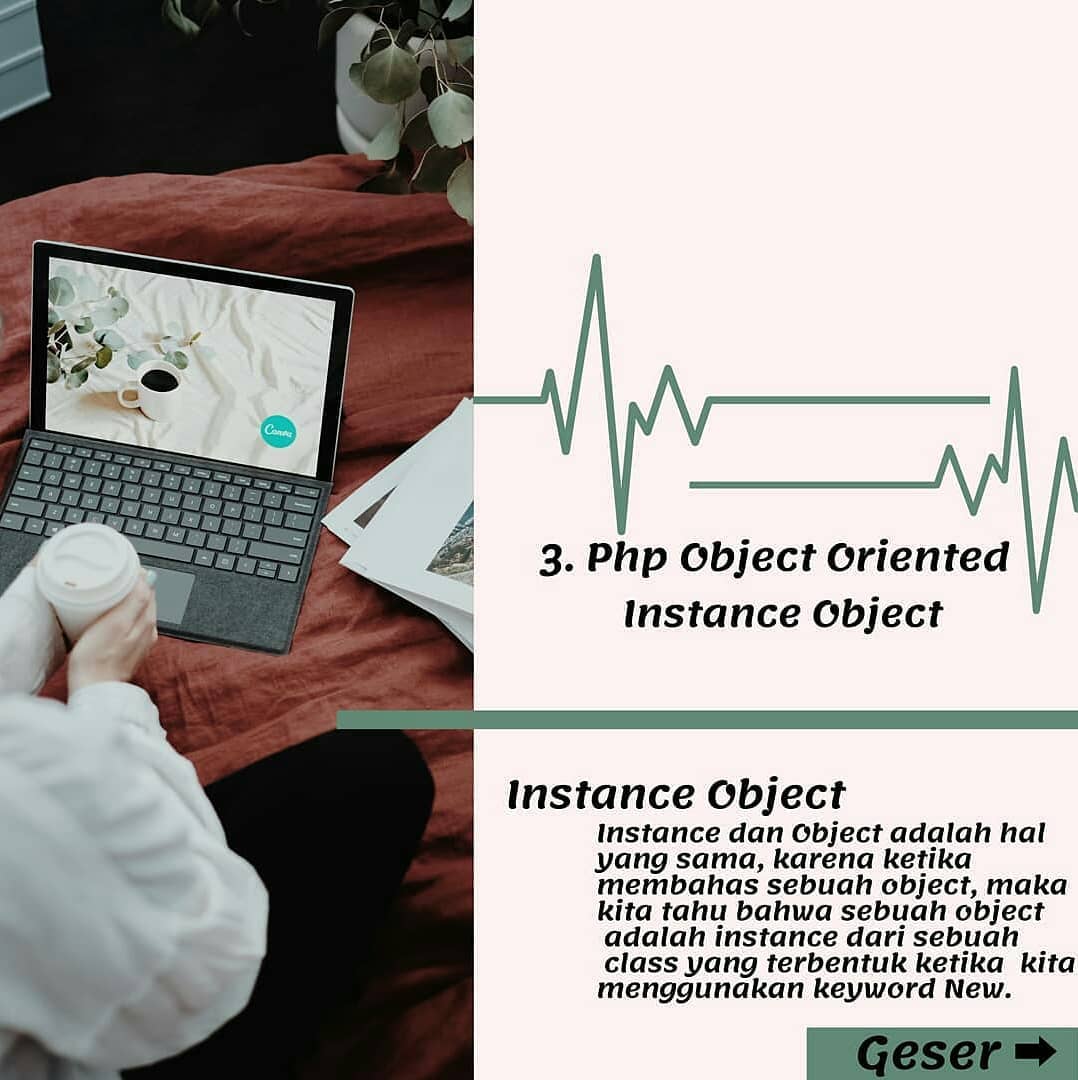 Canva
3. Php Object Oriented
Instance Object
Instance Object
Instance dan Object adalah hal
yang sama, karena ketika
membahas sebuah object, maka
kita tahu bahwa sebuah object
adalah instance dari sebuah
class yang terbentuk ketika kita
menggunakan keyword New.
Geser